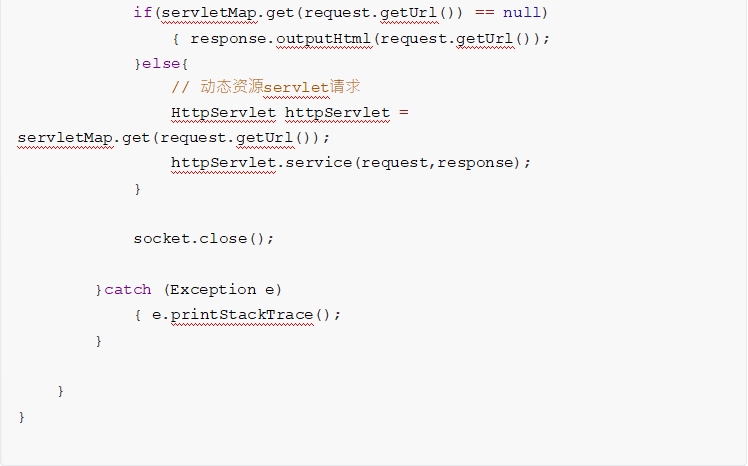 if(servletMap.get(request.getUrl()) == null)
{ response.outputHtml(request.getUrl());
}else{
// 动态资源servlet请求
HttpServlet httpServlet =
servletMap.get(request.getUrl());
httpServlet.service(request,response);
}
socket.close();
}catch (Exception e)
{ e.printStackTrace();
}
}
}